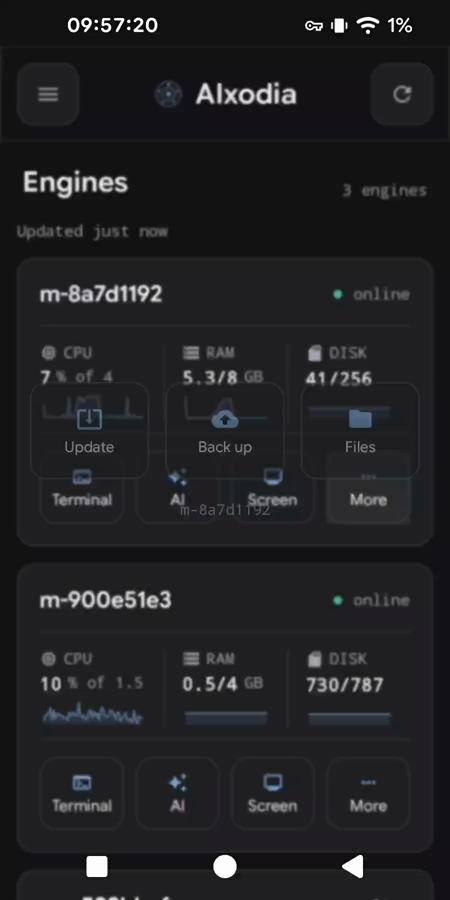 09:57:20 1%
Alxodia
Engines
3 engines
Updated just now
m-8a7d1192
online
CPU RAM DISK
7 % of 4 5.3/8 GB 41/256
Update Back up Files
Terminal AI Screen More
m-8a7d1192
m-900e51e3
online
CPU RAM DISK
10 % of 1.5 0.5/4 GB 730/787
Terminal AI Screen More